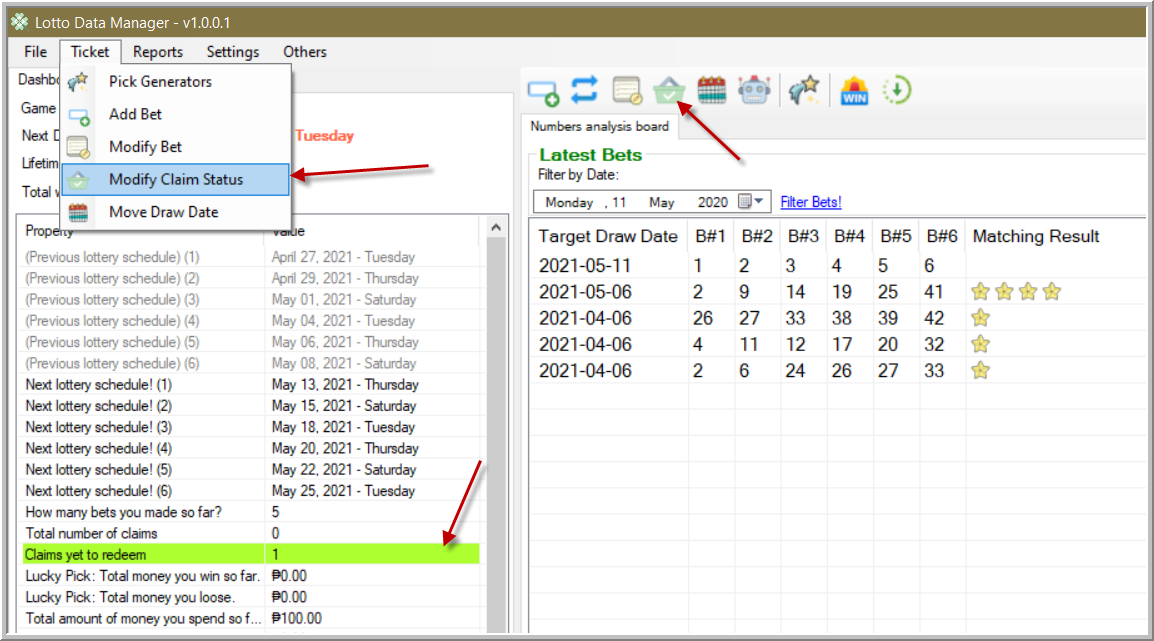 Lotto Data Manager - v1.0.0.1
File Ticket Reports Settings Others
Pick Generators
Add Bet
Modify Bet
Modify Claim Status
Move Draw Date
Dashbo
Game
Next D
Tuesday
Lifetim
Total w
WIN
Numbers analysis board
Latest Bets
Filter by Date:
Monday , 11 May 2020 Filter Bets!
Property Value
(Previous lottery schedule) (1) April 27, 2021 - Tuesday
(Previous lottery schedule) (2) April 29, 2021 - Thursday
(Previous lottery schedule) (3) May 01, 2021 - Saturday
(Previous lottery schedule) (4) May 04, 2021 - Tuesday
(Previous lottery schedule) (5) May 06, 2021 - Thursday
(Previous lottery schedule) (6) May 08, 2021 - Saturday
Next lottery schedule! (1) May 13, 2021 - Thursday
Next lottery schedule! (2) May 15, 2021 - Saturday
Next lottery schedule! (3) May 18, 2021 - Tuesday
Next lottery schedule! (4) May 20, 2021 - Thursday
Next lottery schedule! (5) May 22, 2021 - Saturday
Next lottery schedule! (6) May 25, 2021 - Tuesday
How many bets you made so far? 5
Total number of claims 0
Claims yet to redeem 1
Lucky Pick: Total money you win so far. ₱0.00
Lucky Pick: Total money you loose. ₱0.00
Total amount of money you spend so f... ₱100.00
Target Draw Date B#1 B#2 B#3 B#4 B#5 B#6 Matching Result
2021-05-11 1 2 3 4 5 6
2021-05-06 2 9 14 19 25 41
2021-04-06 26 27 33 38 39 42
2021-04-06 4 11 12 17 20 32
2021-04-06 2 6 24 26 27 33